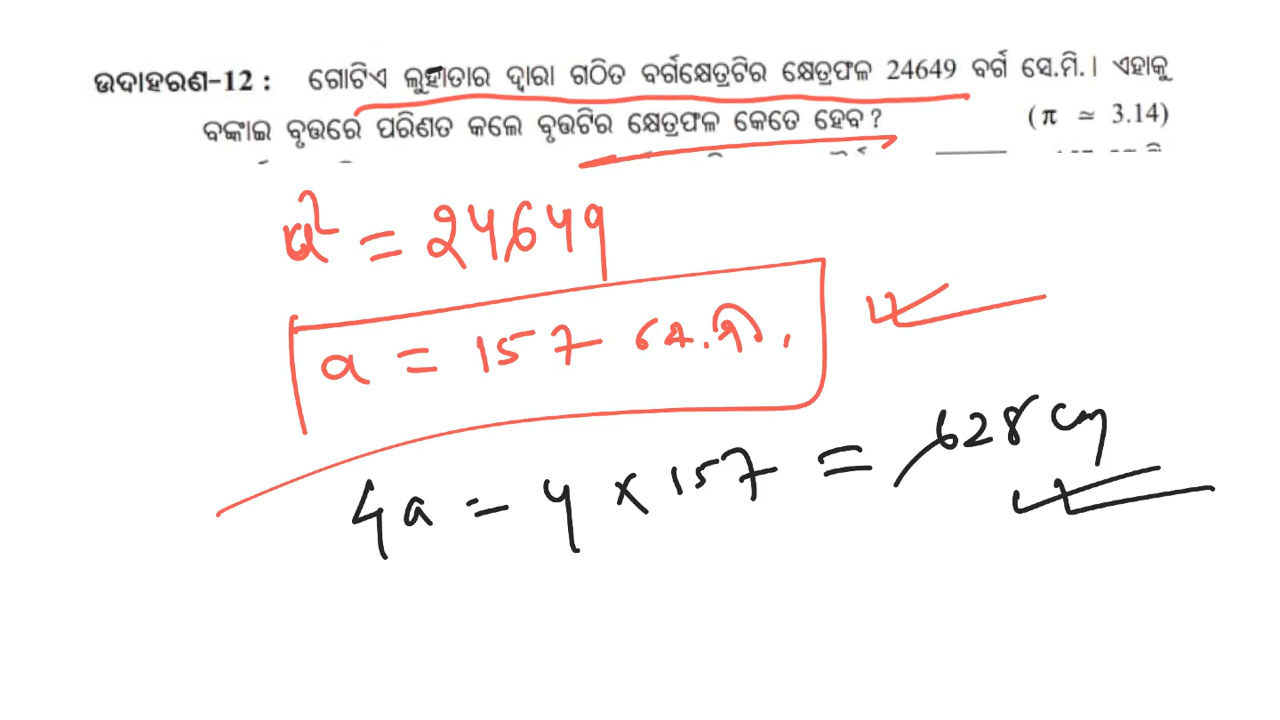 ଉଦାହରଣ-12 : ଗୋଟିଏ ଲୁହାତାର ଦ୍ୱାରା ଗଠିତ ବର୍ଗକ୍ଷେତ୍ରଟିର କ୍ଷେତ୍ରଫଳ 24649 ବର୍ଗ ସେ.ମି.। ଏହାକୁ
ବଙ୍କାଇ ବୃତ୍ତରେ ପରିଣତ କଲେ ବୃତ୍ତଟିର କ୍ଷେତ୍ରଫଳ କେତେ ହେବ ? (π ≃ 3.14)
a² = 24649
a = 157 ସେ.ମି.
4a = 4 × 157 = 628 cm